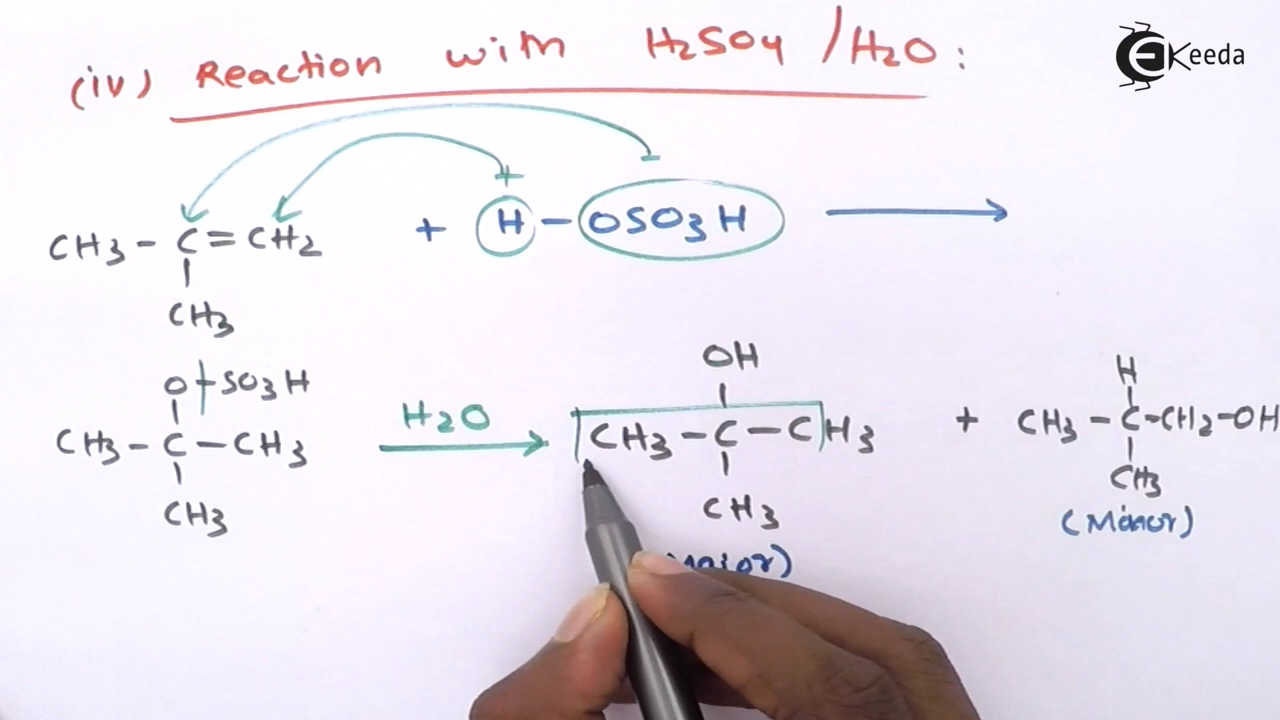 (iv) Reaction with H2SO4 / H2O :
EKeeda
+ −
CH3 - C = CH2 + H - OSO3H
CH3
O SO3H OH H
H2O
CH3 - C - CH3 CH3 - C - CH3 + CH3 - C - CH2 - OH
CH3 CH3 CH3
(Minor)